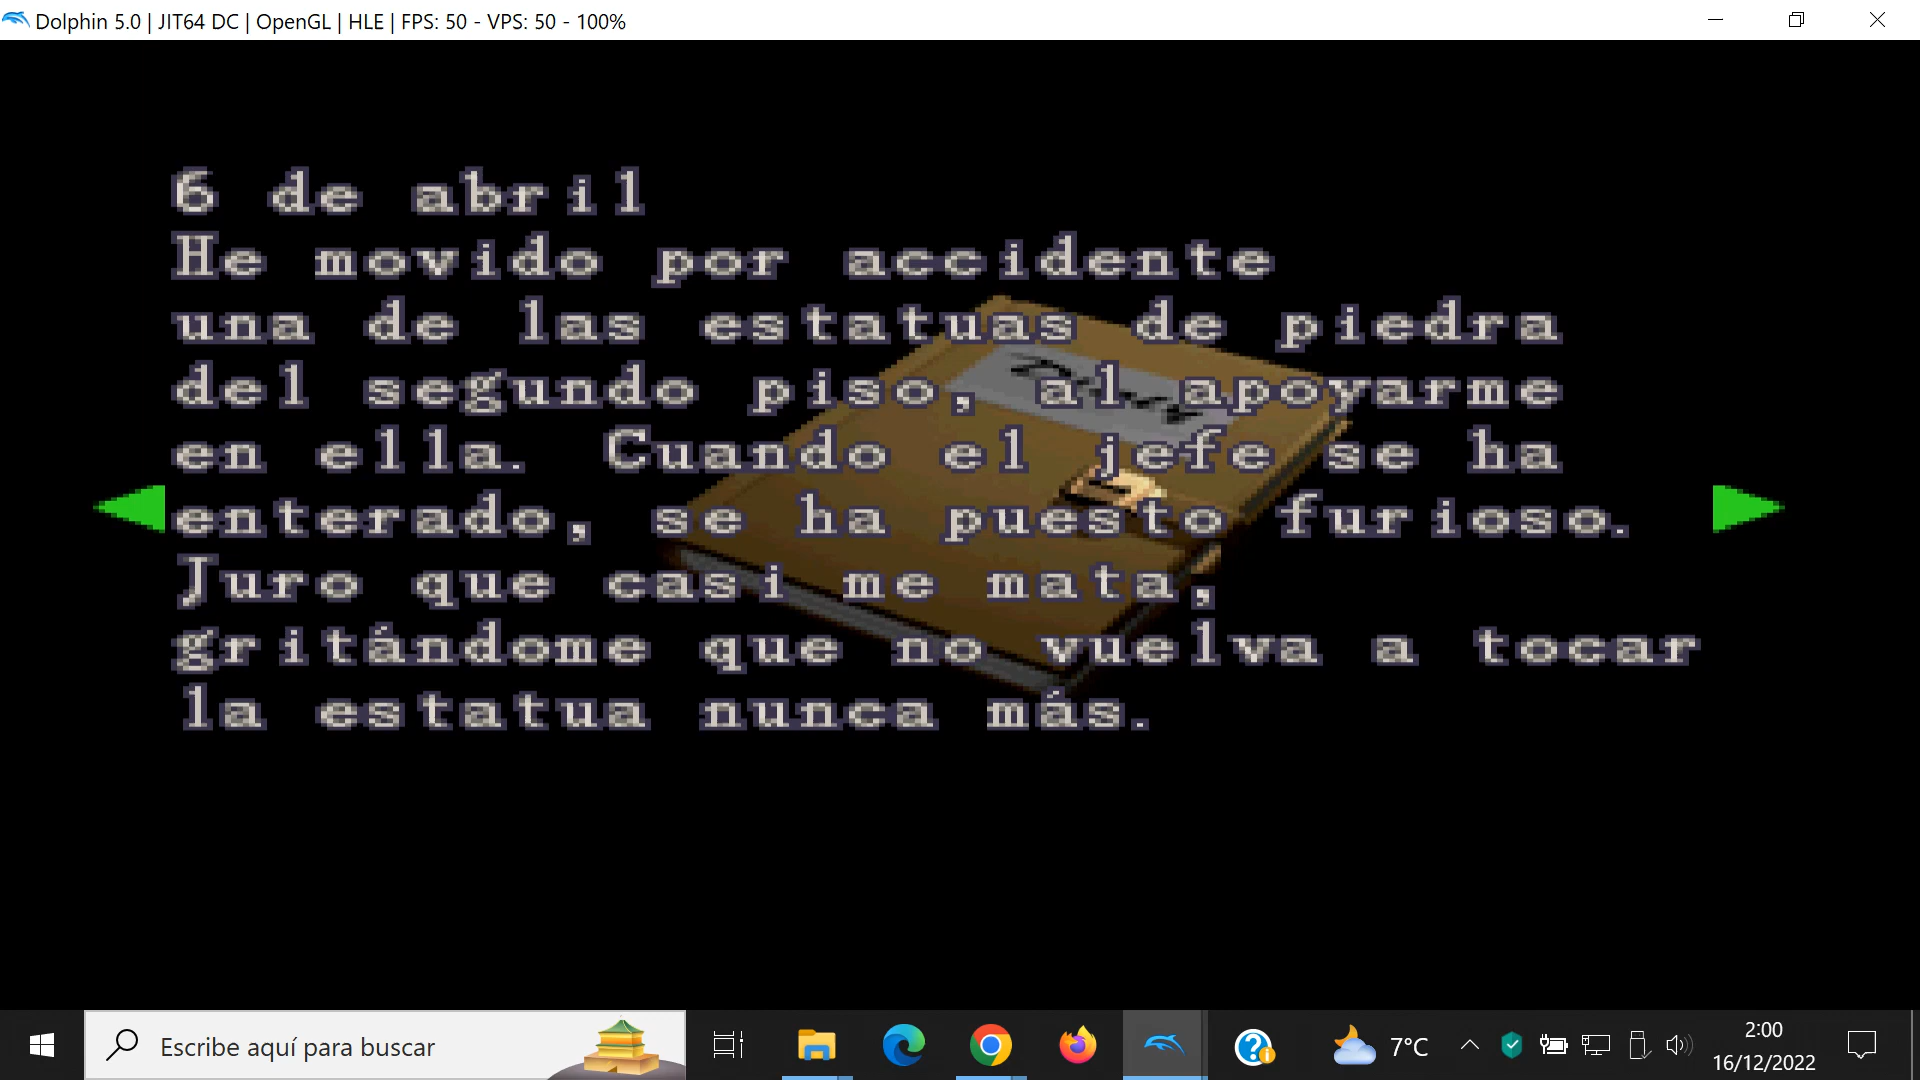 Dolphin 5.0 | JIT64 DC | OpenGL | HLE | FPS: 50 - VPS: 50 - 100%
6 de abril
He movido por accidente
una de las estatuas de piedra
del segundo piso, al apoyarme
en ella. Cuando el jefe se ha
enterado, se ha puesto furioso.
Juro que casi me mata,
gritándome que no vuelva a tocar
la estatua nunca más.
Diary
Escribe aquí para buscar
7°C
2:00
16/12/2022